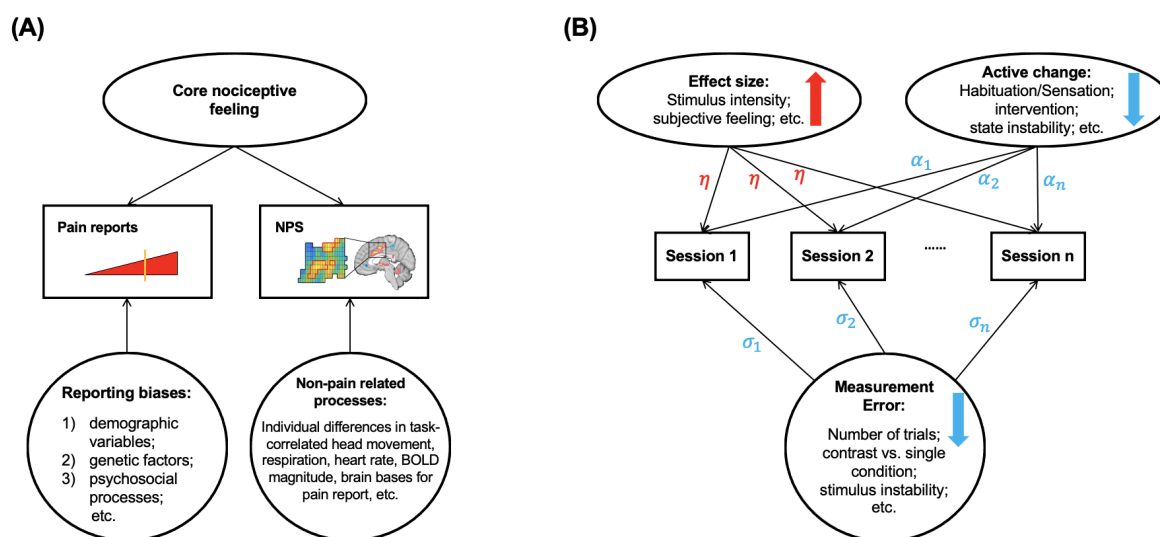 (A)
Core nociceptive
feeling
Pain reports
NPS
Reporting biases:
1) demographic
variables;
2) genetic factors;
3) psychosocial
processes;
etc.
Non-pain related
processes:
Individual differences in task-
correlated head movement,
respiration, heart rate, BOLD
magnitude, brain bases for
pain report, etc.
(B)
Effect size:
Stimulus intensity;
subjective feeling; etc.
Active change:
Habituation/Sensation;
intervention;
state instability; etc.
η
η
η
α₁
α₂
αₙ
Session 1
Session 2
......
Session n
σ₁
σ₂
σₙ
Measurement
Error:
Number of trials;
contrast vs. single
condition;
stimulus instability;
etc.